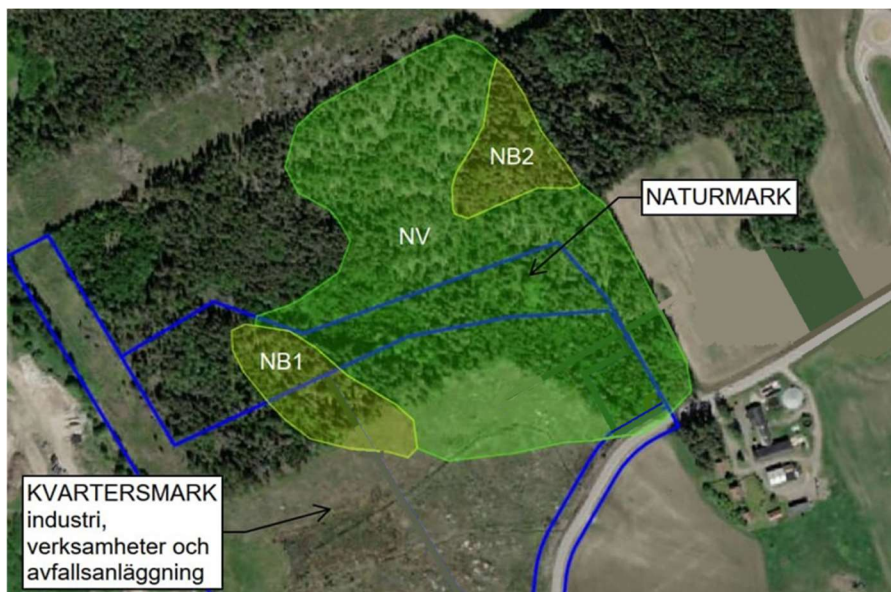 NB2
NATURMARK
NV
NB1
KVARTERSMARK
industri,
verksamheter och
avfallsanläggning